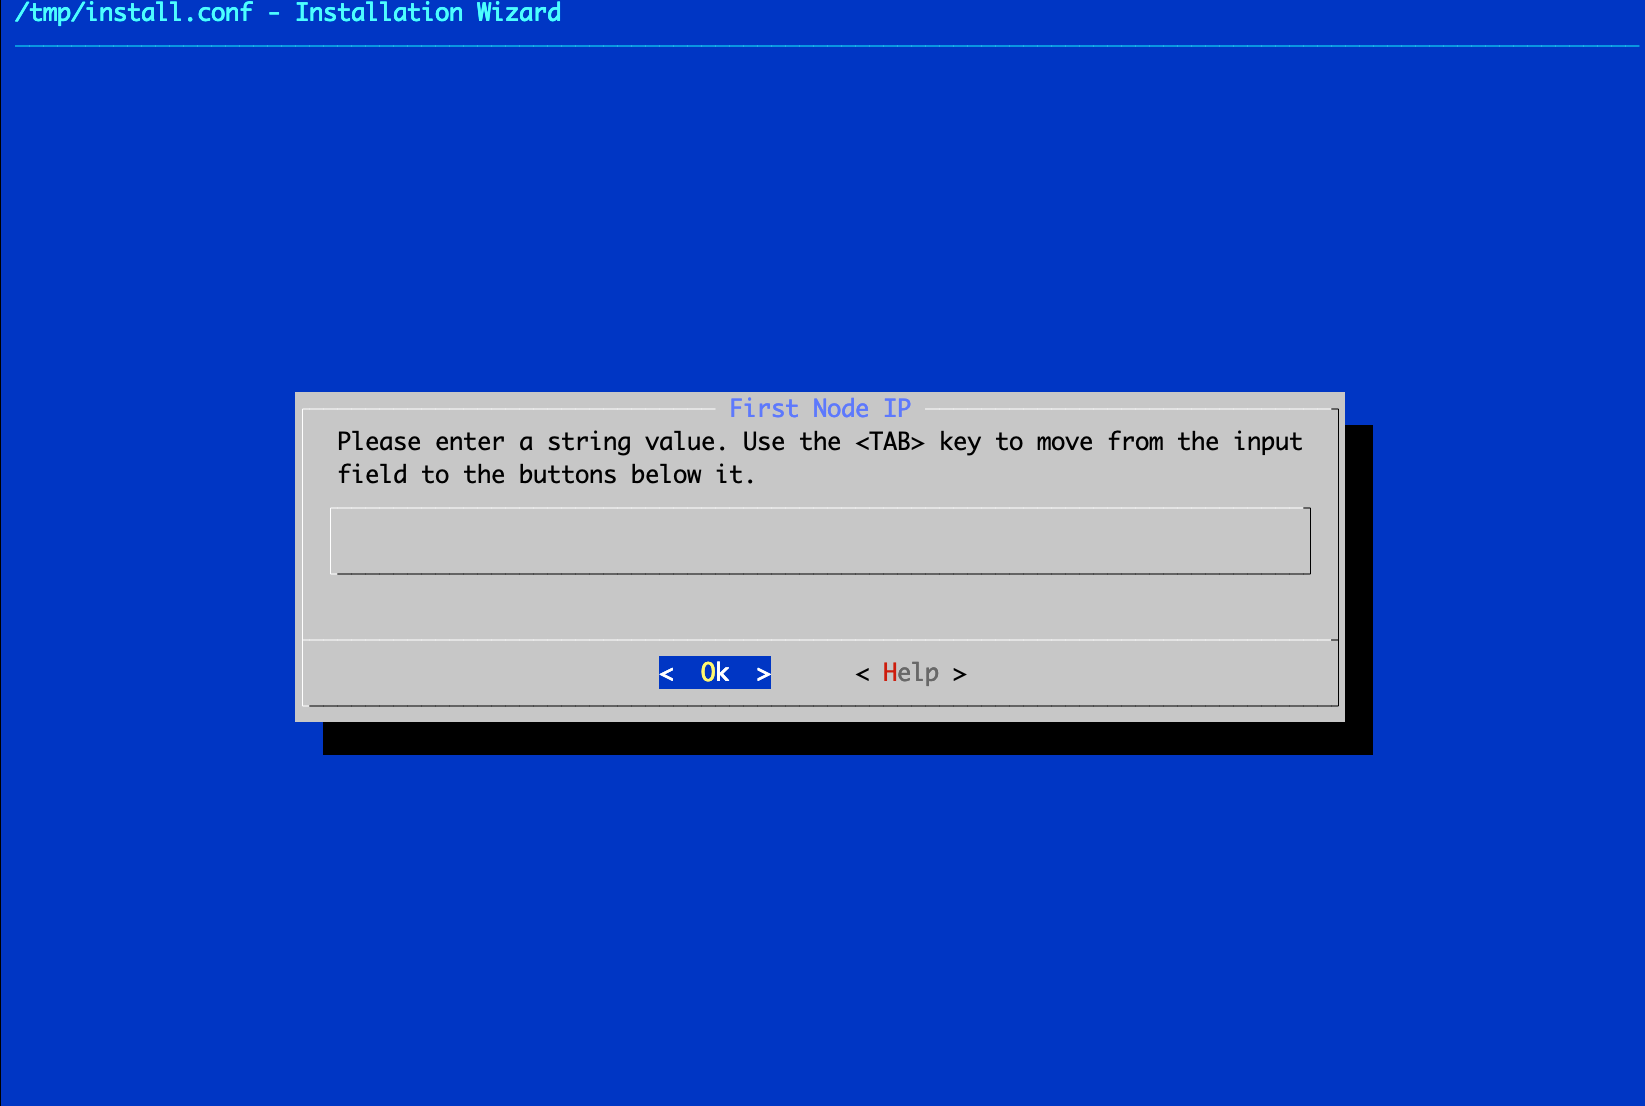 /tmp/install.conf - Installation Wizard
First Node IP
Please enter a string value. Use the <TAB> key to move from the input
field to the buttons below it.
<  Ok  > < Help >